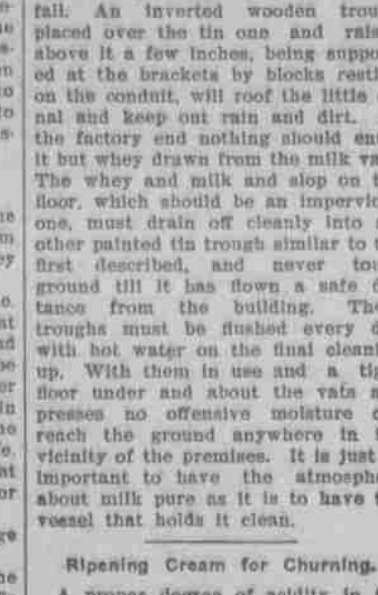 fall. An inverted wooden trou
placed over the tin one and rais
above it a few inches, being suppo
ed at the brackets by blocks resti
on the conduit, will roof the little
nal and keep out rain and dirt.
the factory end nothing should ent
it but whey drawn from the milk va
The whey and milk and slop on t
floor, which should be an impervio
one, must drain off cleanly into
other painted tin trough similar to t
first described, and never tou
ground till it has flown a safe d
tance from the building. The
troughs must be flushed every d
with hot water on the final cleani
up. With them in use and a tig
floor under and about the vats a
presses no offensive moisture c
reach the ground anywhere in t
vicinity of the premises. It is just
important to have the atmosphe
about milk pure as it is to have t
vessel that holds it clean.
Ripening Cream for Churning.
A proper degree of acidity in